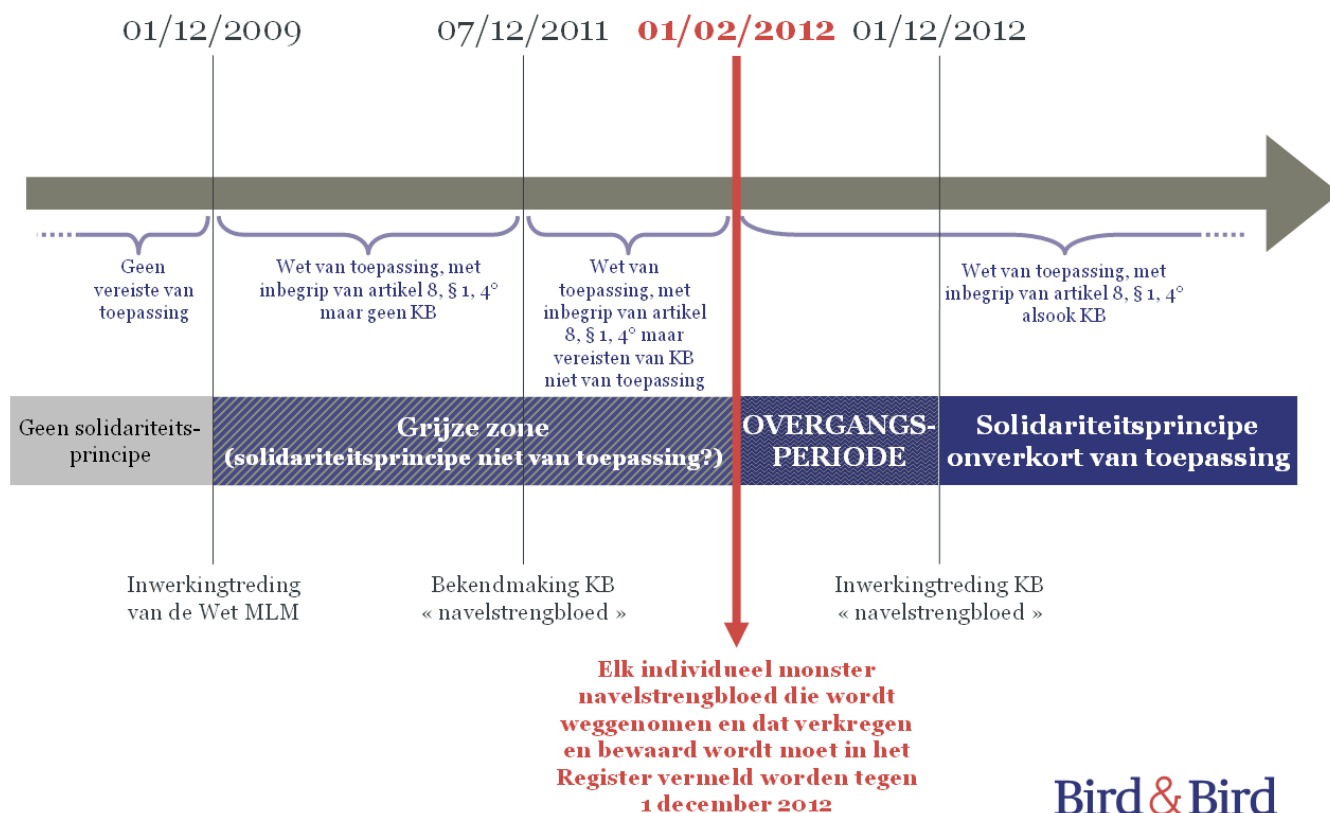 01/12/2009
07/12/2011
01/02/2012
01/12/2012
Geen
vereiste van
toepassing
Wet van toepassing, met
inbegrip van artikel 8, § 1, 4°
maar geen KB
Wet van
toepassing, met
inbegrip van artikel
8, § 1, 4° maar
vereisten van KB
niet van toepassing
Wet van toepassing, met
inbegrip van artikel 8, § 1, 4°
alsook KB
Geen solidariteits-
principe
Grijze zone
(solidariteitsprincipe niet van toepassing?)
OVERGANGS-
PERIODE
Solidariteitsprincipe
onverkort van toepassing
Inwerkingtreding
van de Wet MLM
Bekendmaking KB
« navelstrengbloed »
Inwerkingtreding KB
« navelstrengbloed »
Elk individueel monster
navelstrengbloed die wordt
weggenomen en dat verkregen
en bewaard wordt moet in het
Register vermeld worden tegen
1 december 2012
Bird & Bird